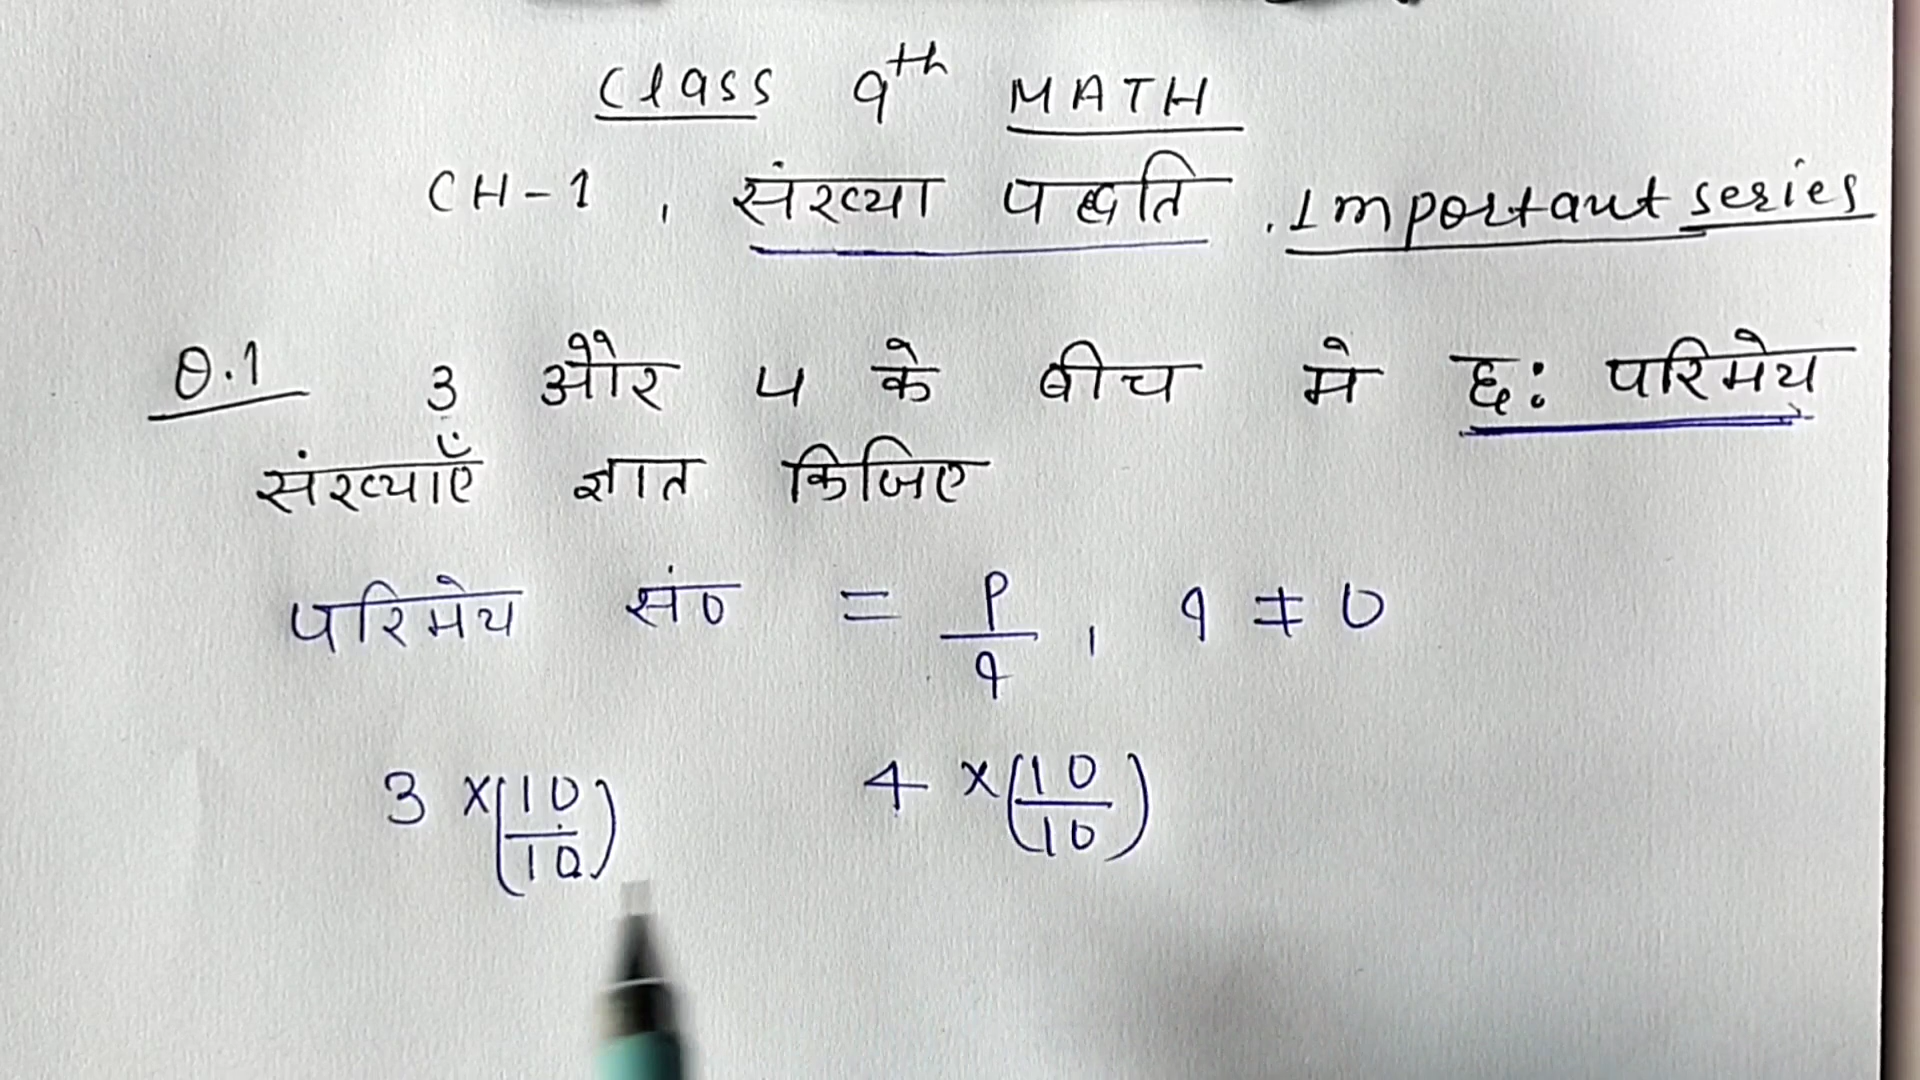 Class 9th MATH
CH-1, संख्या पद्धति . Important series
Q.1 3 और 4 के बीच मे छः परिमेय
संख्याएँ ज्ञात किजिए
परिमेय सं० = p/q , q ≠ 0
3 ×(10/10) 4 ×(10/10)